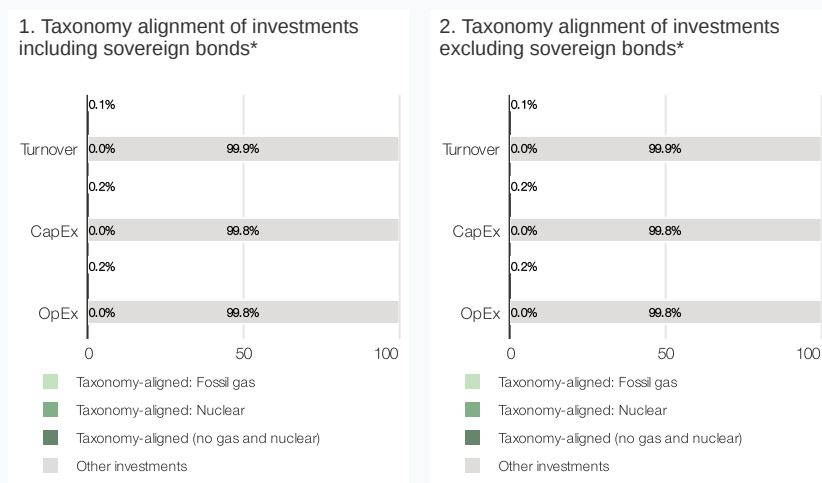 1. Taxonomy alignment of investments
including sovereign bonds*
0.1%
Turnover 0.0% 99.9%
0.2%
CapEx 0.0% 99.8%
0.2%
OpEx 0.0% 99.8%
0 50 100
Taxonomy-aligned: Fossil gas
Taxonomy-aligned: Nuclear
Taxonomy-aligned (no gas and nuclear)
Other investments
2. Taxonomy alignment of investments
excluding sovereign bonds*
0.1%
Turnover 0.0% 99.9%
0.2%
CapEx 0.0% 99.8%
0.2%
OpEx 0.0% 99.8%
0 50 100
Taxonomy-aligned: Fossil gas
Taxonomy-aligned: Nuclear
Taxonomy-aligned (no gas and nuclear)
Other investments